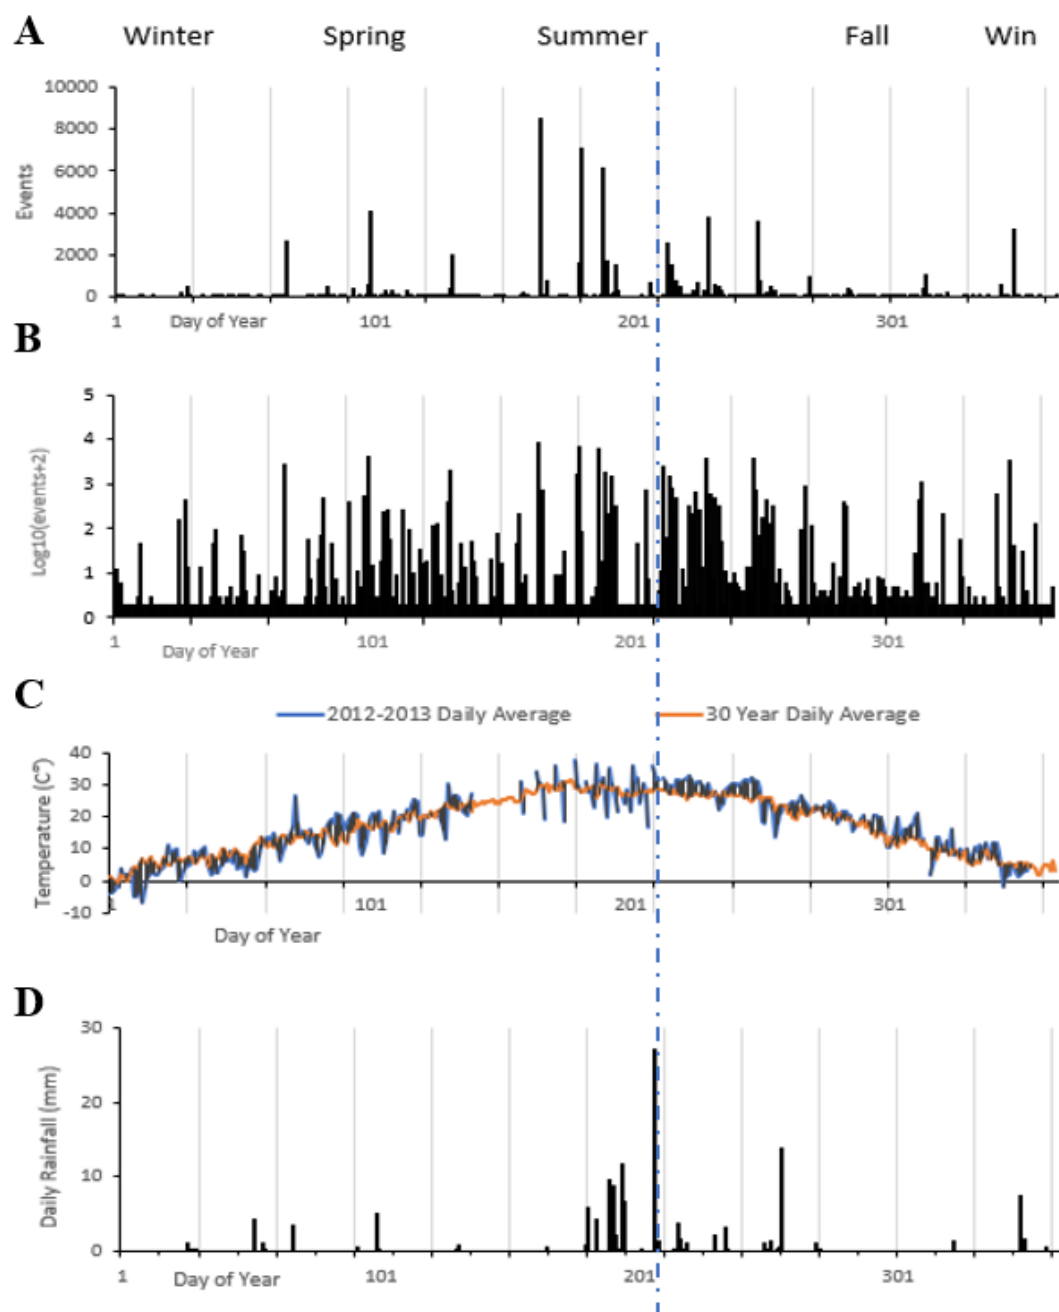 A
Winter Spring Summer Fall Win
10000
8000
6000
4000
2000
0
Events
1 Day of Year 101 201 301
B
5
4
3
2
1
0
Log10(events+2)
1 101 201 301
Day of Year
C
2012-2013 Daily Average 30 Year Daily Average
40
30
20
10
0
-10
Temperature (C°)
1 101 201 301
Day of Year
D
30
20
10
0
Daily Rainfall (mm)
1 Day of Year 101 201 301